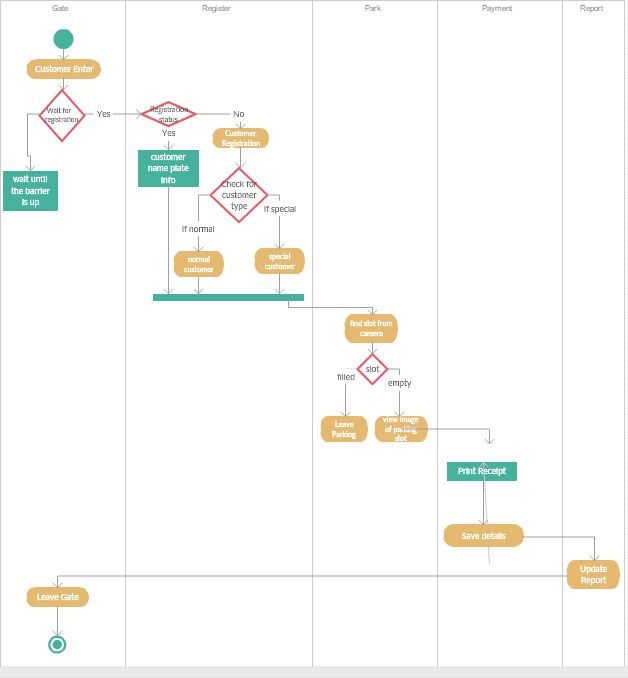 Gate
Register
Park
Payment
Report
Customer Enter
Wait for
registration
Yes
Registration
status
No
Yes
Customer
Registration
customer
name plate
info
wait until
the barrier
is up
Check for
customer
type
If special
If normal
normal
customer
special
customer
find slot from
camera
slot
filled
empty
Leave
Parking
view image
of parking
slot
Print Receipt
Save details
Update
Report
Leave Gate